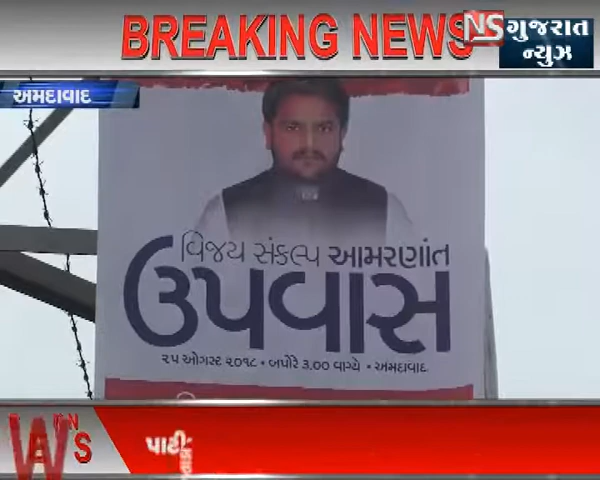 BREAKING NEWS
NS ગુજરાત
ન્યુઝ
અમદાવાદ
વિજય સંકલ્પ આમરણાંત
ઉપવાસ
૨૫ ઓગસ્ટ ૨૦૧૮ • બપોરે ૩.૦૦ વાગ્યે • અમદાવાદ